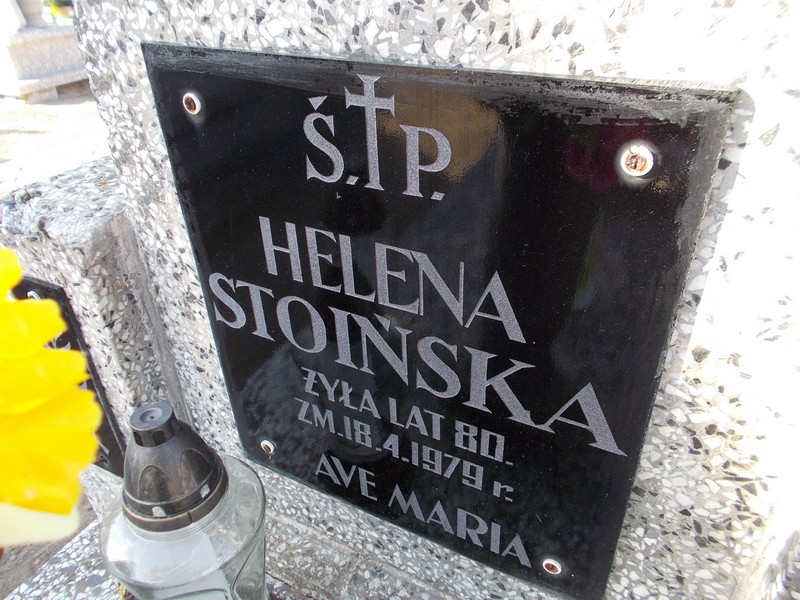 Ś.†P.
HELENA
STOIŃSKA
ŻYŁA LAT 80.
ZM.18.4.1979 r.
AVE MARIA